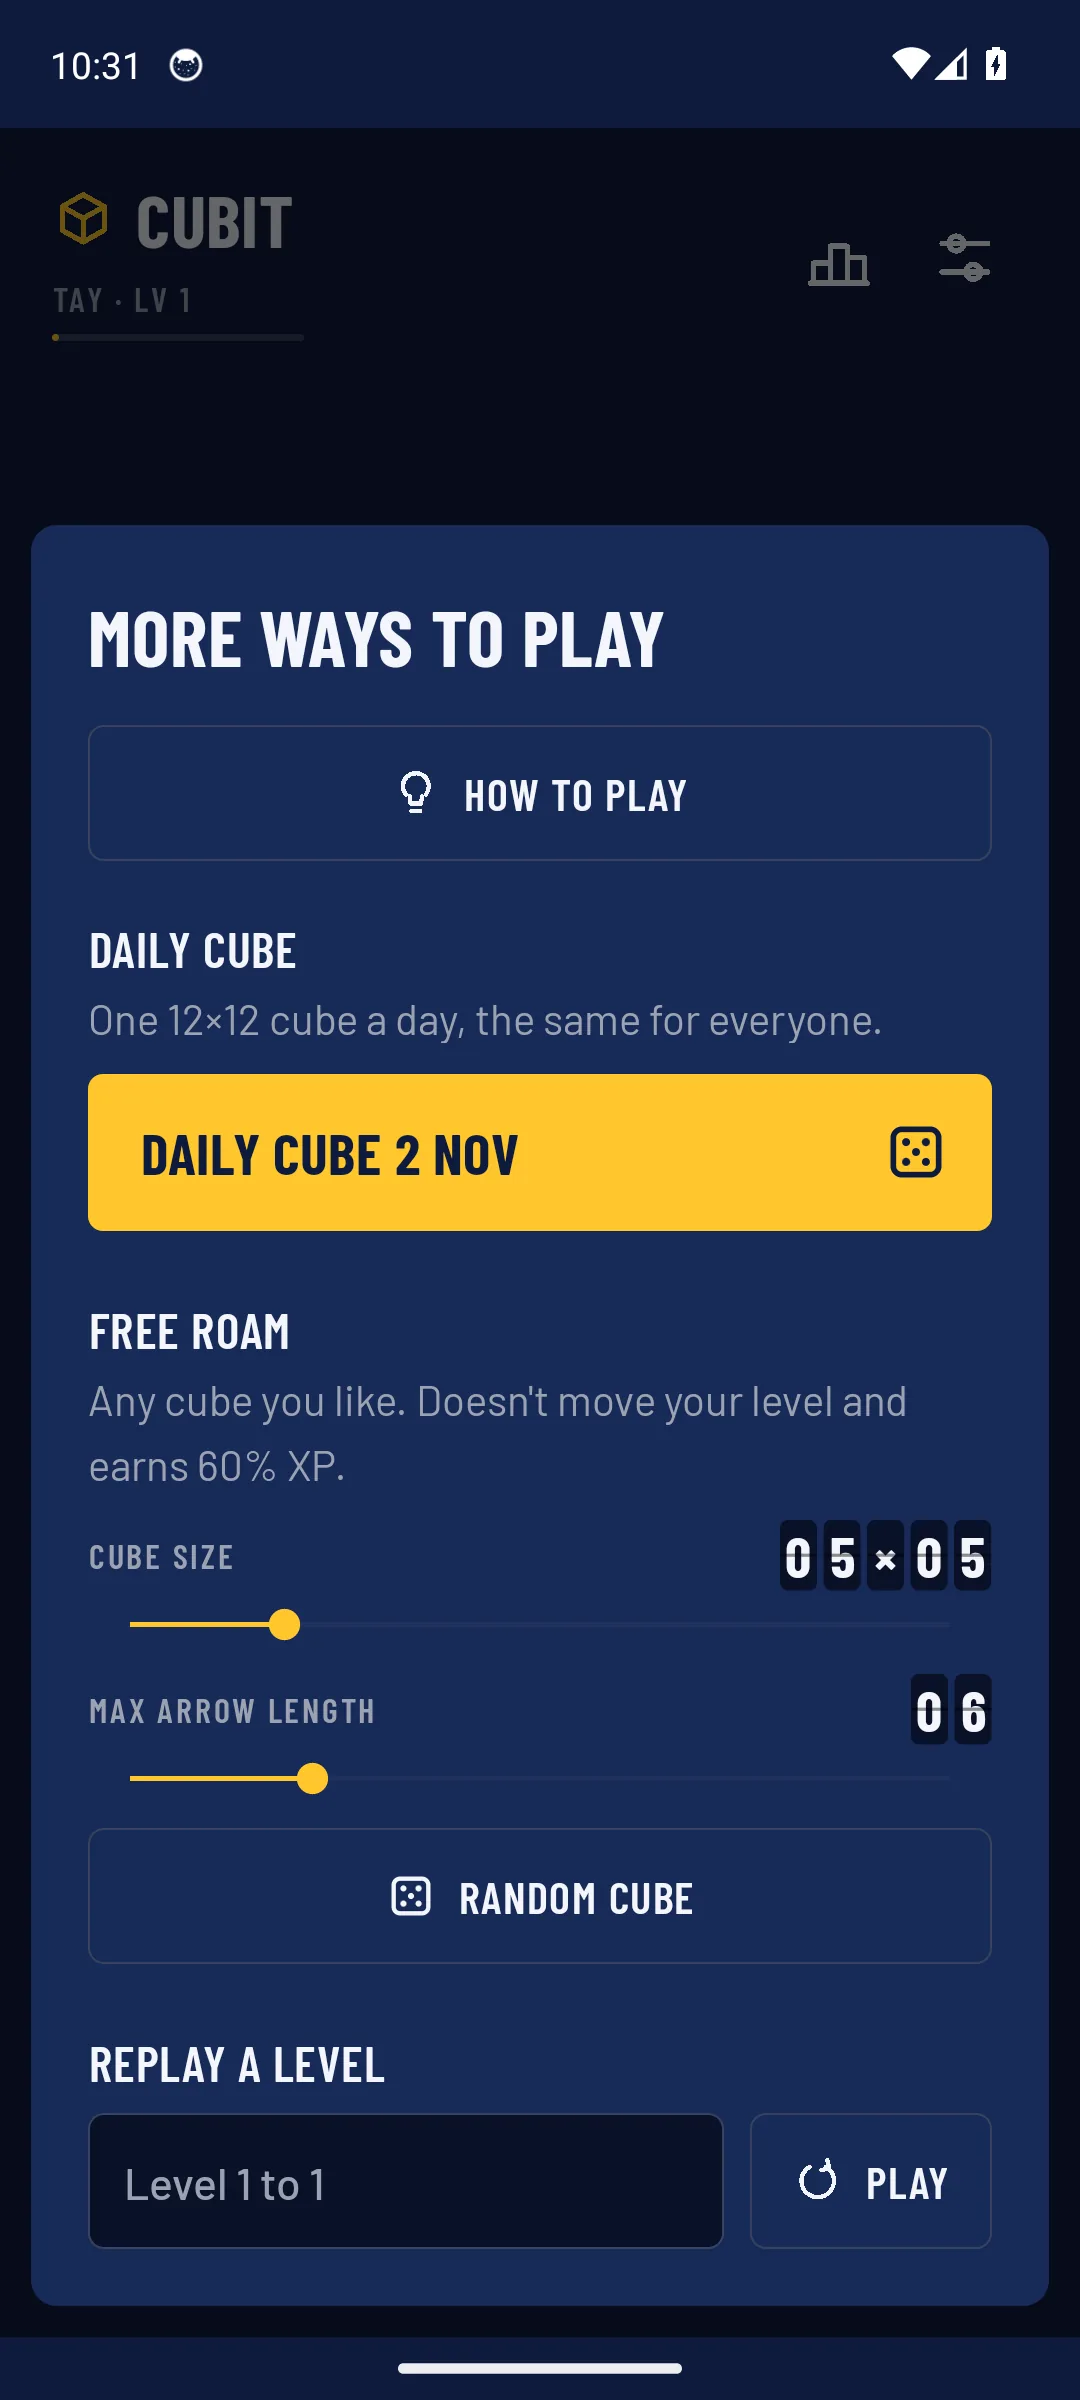 10:31
CUBIT
TAY · LV 1
MORE WAYS TO PLAY
HOW TO PLAY
DAILY CUBE
One 12×12 cube a day, the same for everyone.
DAILY CUBE 2 NOV
FREE ROAM
Any cube you like. Doesn't move your level and
earns 60% XP.
CUBE SIZE
05×05
MAX ARROW LENGTH
06
RANDOM CUBE
REPLAY A LEVEL
Level 1 to 1
PLAY